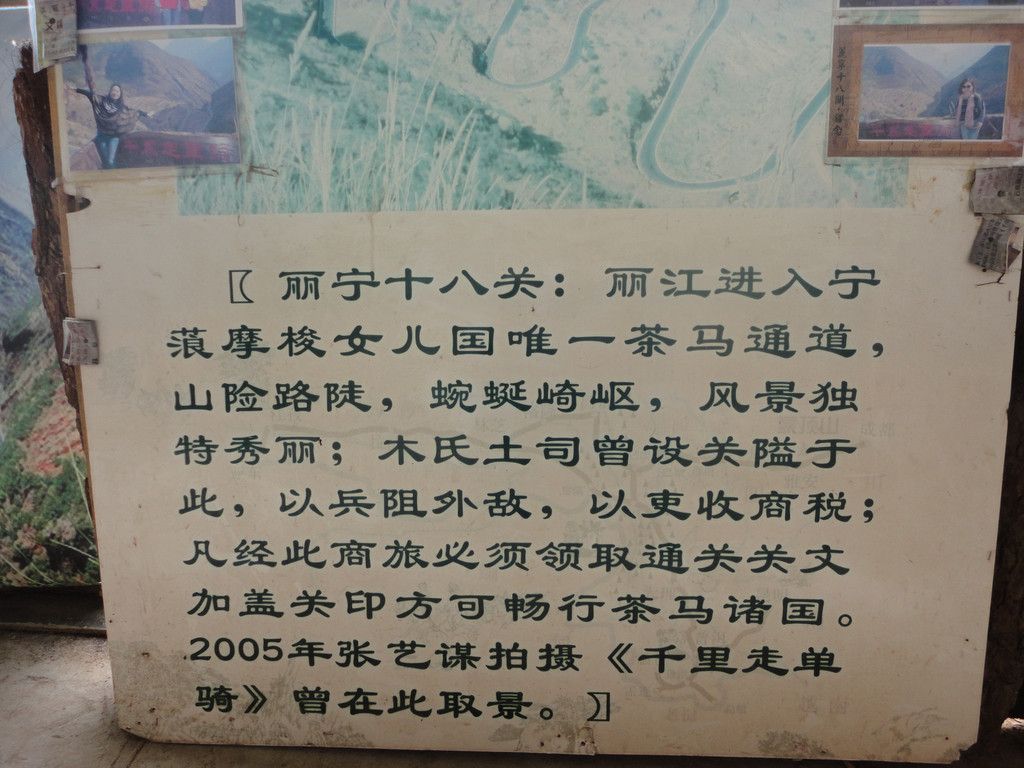 〖 丽宁十八关：丽江进入宁
蒗摩梭女儿国唯一茶马通道，
山险路陡，蜿蜒崎岖，风景独
特秀丽；木氏土司曾设关隘于
此，以兵阻外敌，以吏收商税；
凡经此商旅必须领取通关关文
加盖关印方可畅行茶马诸国。
2005年张艺谋拍摄《千里走单
骑》曾在此取景。〗